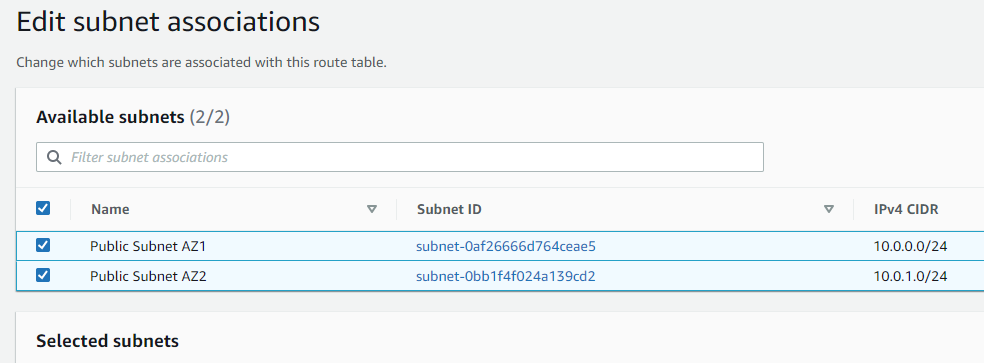 Edit subnet associations
Change which subnets are associated with this route table.
Available subnets (2/2)
Filter subnet associations
Name Subnet ID IPv4 CIDR
Public Subnet AZ1 subnet-0af26666d764ceae5 10.0.0.0/24
Public Subnet AZ2 subnet-0bb1f4f024a139cd2 10.0.1.0/24
Selected subnets